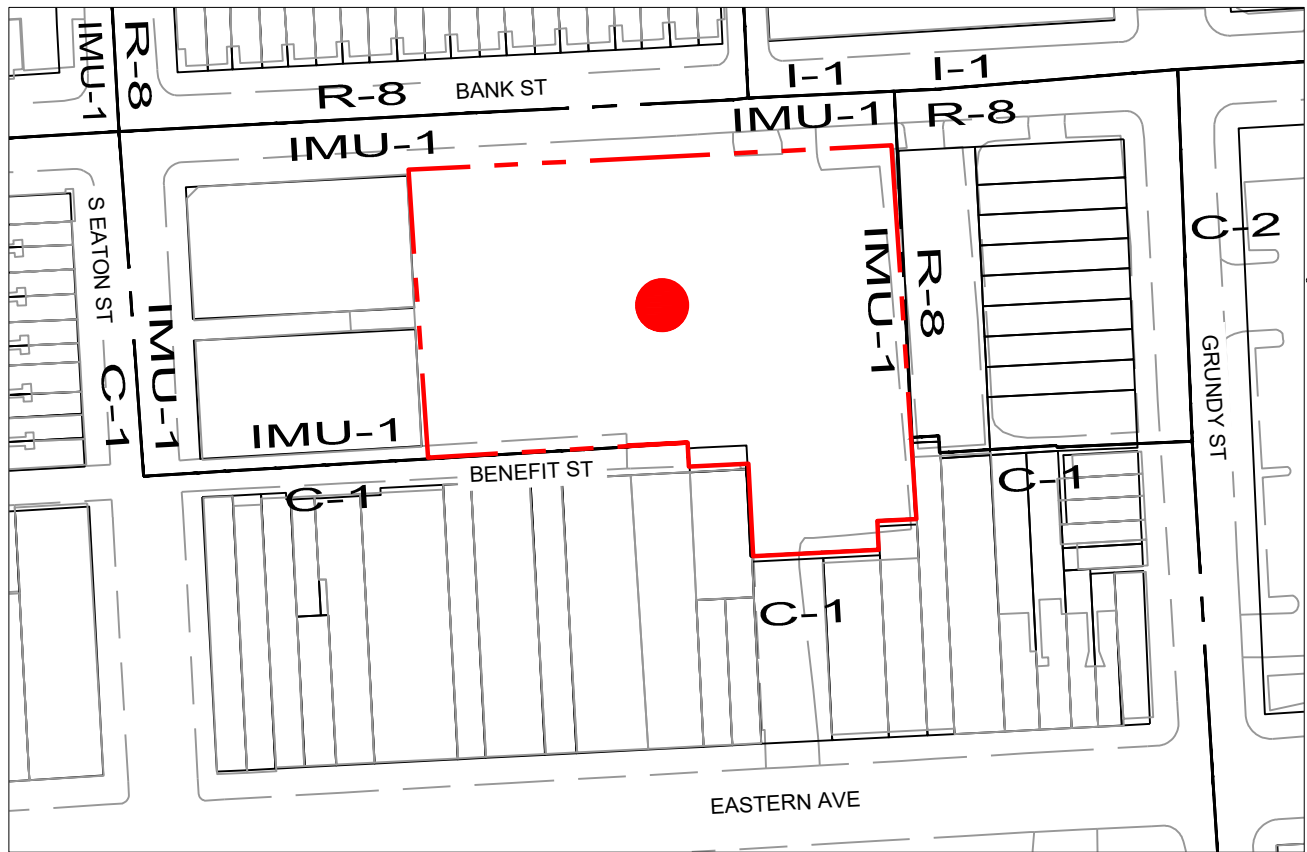 IMU-1
R-8
R-8
BANK ST
I-1
I-1
IMU-1
IMU-1
R-8
S EATON ST
C-2
IMU-1
R-8
IMU-1
C-1
GRUNDY ST
IMU-1
BENEFIT ST
C-1
C-1
C-1
EASTERN AVE